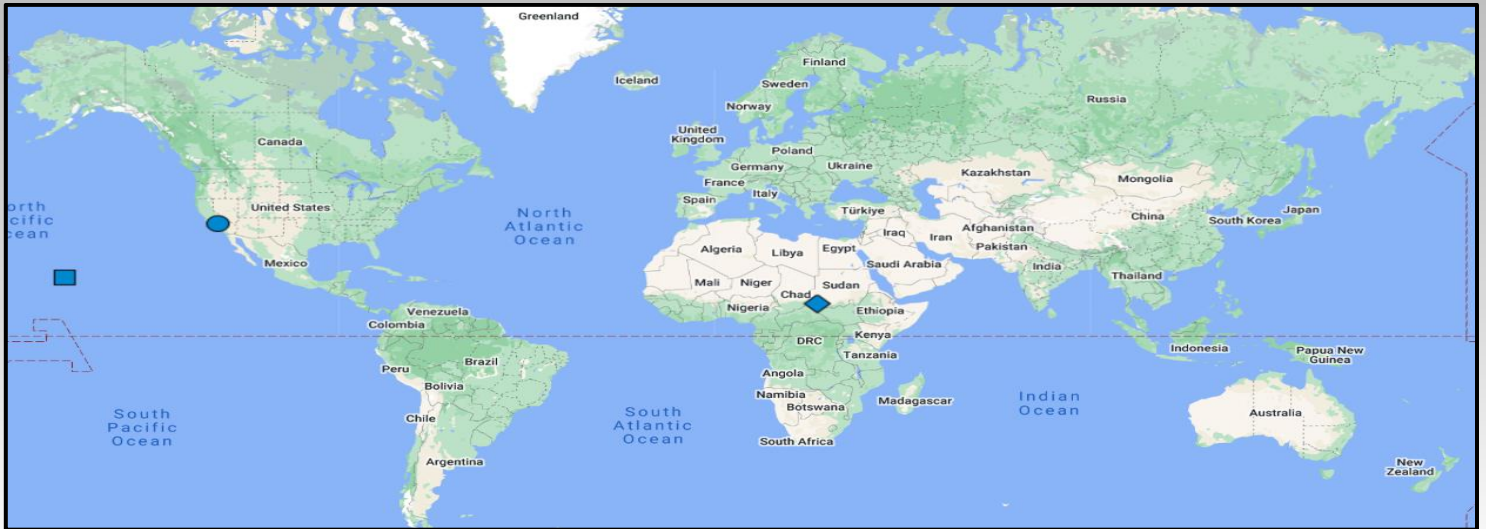 Greenland
Iceland
Finland
Sweden
Norway
Russia
United
Kingdom
Canada
Poland
Germany
Ukraine
France
Kazakhstan
Mongolia
Italy
Spain
United States
orth
cific
cean
North
Atlantic
Ocean
Türkiye
China
South Korea
Japan
Iraq
Iran
Afghanistan
Pakistan
Algeria
Libya
Egypt
Mexico
Saudi Arabia
India
Thailand
Mali
Niger
Chad
Sudan
Nigeria
Ethiopia
Venezuela
Colombia
Kenya
DRC
Tanzania
Indonesia
Papua New
Guinea
Peru
Brazil
Bolivia
Angola
Namibia
Botswana
Madagascar
Indian
Ocean
South
Pacific
Ocean
Chile
South
Atlantic
Ocean
Australia
South Africa
Argentina
New
Zealand